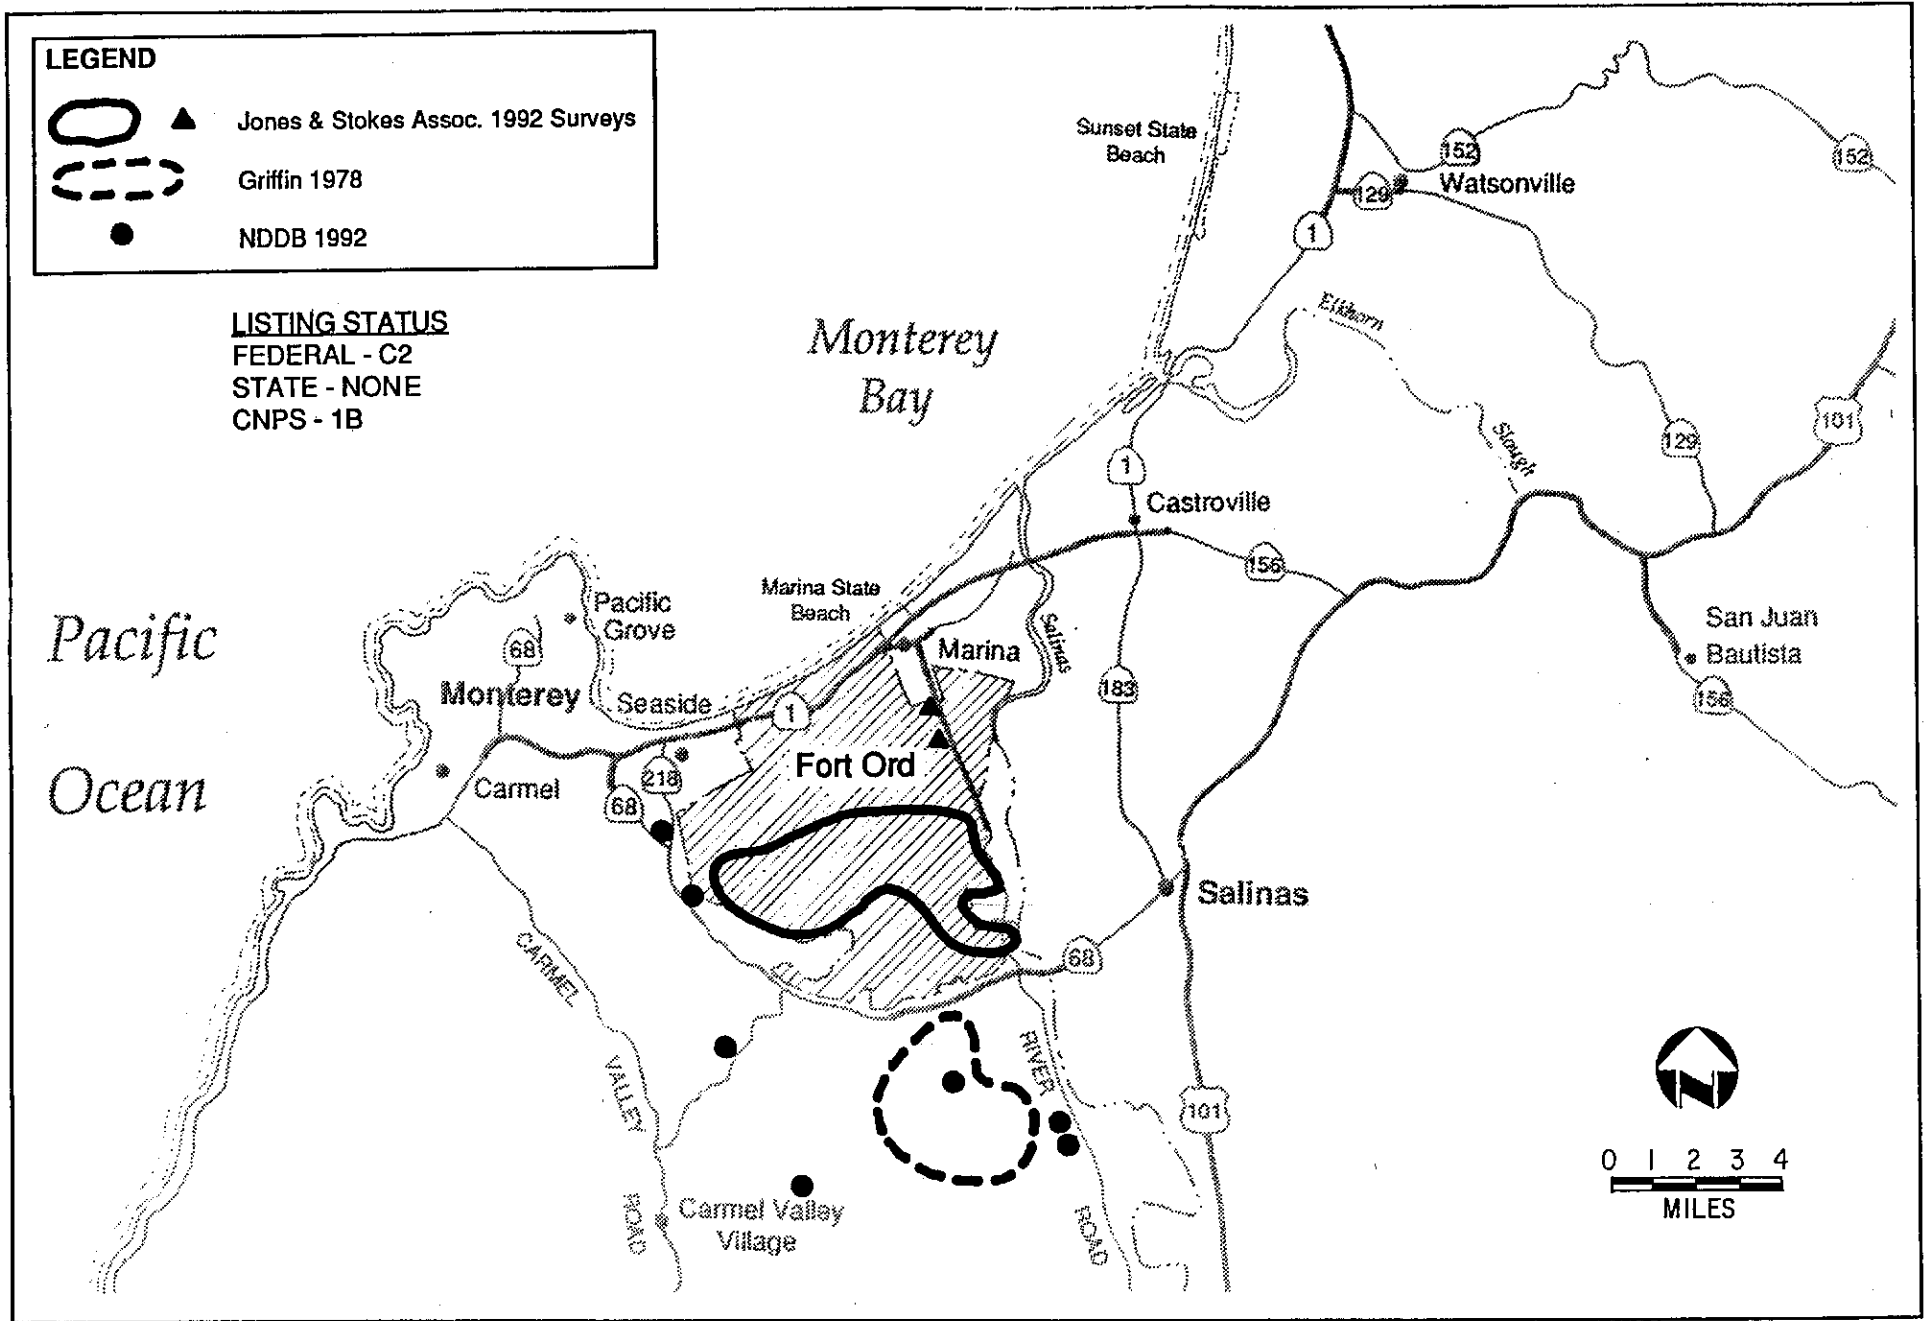 LEGEND
Jones & Stokes Assoc. 1992 Surveys
Griffin 1978
NDDB 1992
LISTING STATUS
FEDERAL - C2
STATE - NONE
CNPS - 1B
Monterey
Bay
Pacific
Ocean
Sunset State
Beach
152
152
129
Watsonville
1
Elkhorn
Slough
101
129
1
Castroville
156
Marina State
Beach
Pacific
Grove
68
Monterey
Seaside
1
Marina
Salinas
183
San Juan
Bautista
156
Fort Ord
218
68
Carmel
Salinas
68
CARMEL
VALLEY
ROAD
RIVER
ROAD
101
Carmel Valley
Village
N
0 1 2 3 4
MILES